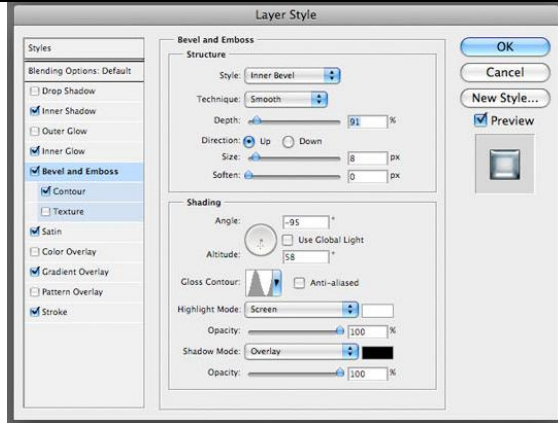 Layer Style
Styles
Blending Options: Default
Drop Shadow
Inner Shadow
Outer Glow
Inner Glow
Bevel and Emboss
Contour
Texture
Satin
Color Overlay
Gradient Overlay
Pattern Overlay
Stroke
Bevel and Emboss
Structure
Style: Inner Bevel
Technique: Smooth
Depth: 91 %
Direction: Up Down
Size: 8 px
Soften: 0 px
Shading
Angle: -95 °
Use Global Light
Altitude: 58 °
Gloss Contour: Anti-aliased
Highlight Mode: Screen
Opacity: 100 %
Shadow Mode: Overlay
Opacity: 100 %
OK
Cancel
New Style...
Preview